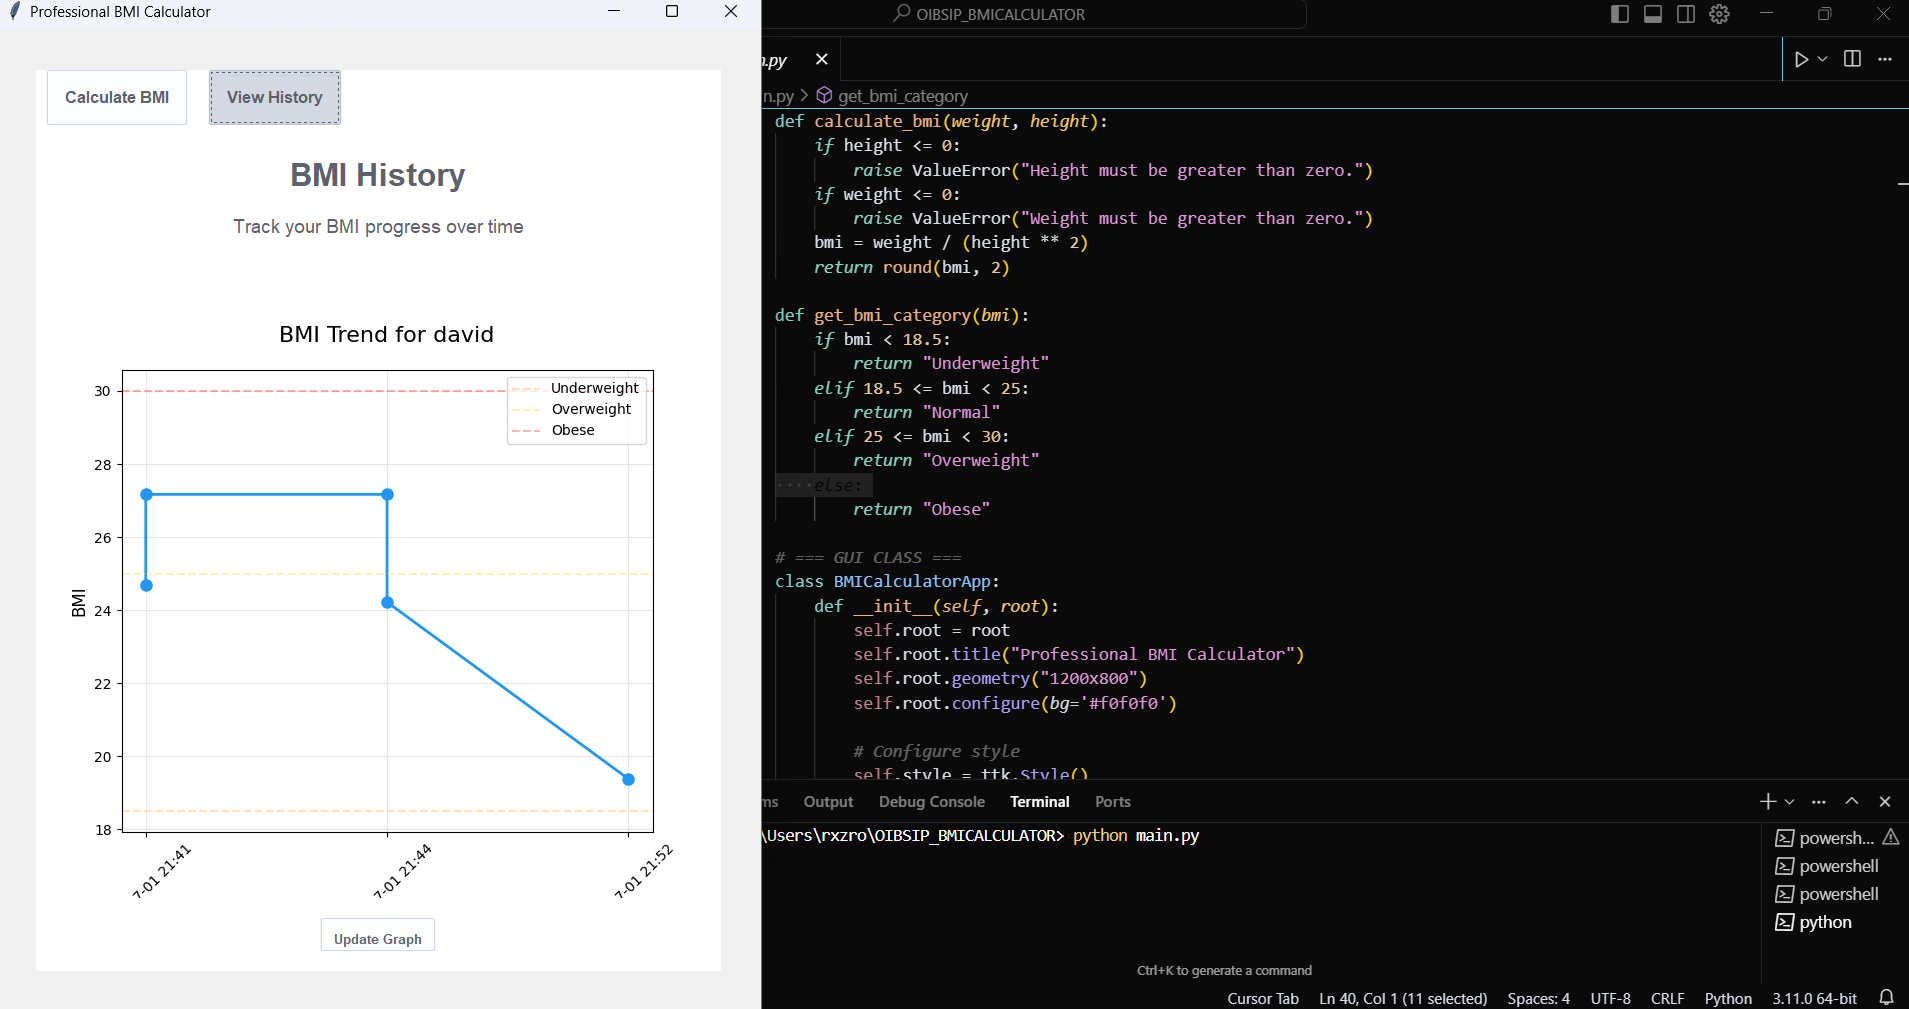 Professional BMI Calculator
Calculate BMI
View History
BMI History
Track your BMI progress over time
BMI Trend for david
Underweight
Overweight
Obese
30
28
26
24
22
20
18
BMI
7-01 21:41
7-01 21:44
7-01 21:52
Update Graph
OIBSIP_BMICALCULATOR
.py
n.py > get_bmi_category
def calculate_bmi(weight, height):
if height <= 0:
raise ValueError("Height must be greater than zero.")
if weight <= 0:
raise ValueError("Weight must be greater than zero.")
bmi = weight / (height ** 2)
return round(bmi, 2)
def get_bmi_category(bmi):
if bmi < 18.5:
return "Underweight"
elif 18.5 <= bmi < 25:
return "Normal"
elif 25 <= bmi < 30:
return "Overweight"
····else:
return "Obese"
# === GUI CLASS ===
class BMICalculatorApp:
def __init__(self, root):
self.root = root
self.root.title("Professional BMI Calculator")
self.root.geometry("1200x800")
self.root.configure(bg='#f0f0f0')
# Configure style
self.style = ttk.Style()
ms
Output
Debug Console
Terminal
Ports
\Users\rxzro\OIBSIP_BMICALCULATOR> python main.py
powersh...
powershell
powershell
python
Ctrl+K to generate a command
Cursor Tab
Ln 40, Col 1 (11 selected)
Spaces: 4
UTF-8
CRLF
Python
3.11.0 64-bit